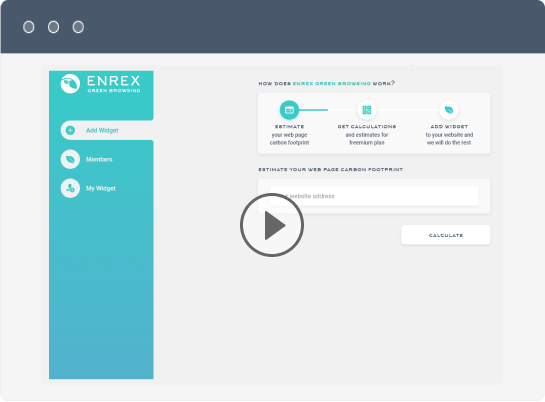 ENREX
GREEN BROWSING
Add Widget
Members
My Widget
HOW DOES ENREX GREEN BROWSING WORK?
ESTIMATE
your web page
carbon footprint
GET CALCULATIONS
and estimates for
freemium plan
ADD WIDGET
to your website and
we will do the rest
ESTIMATE YOUR WEB PAGE CARBON FOOTPRINT
website address
CALCULATE